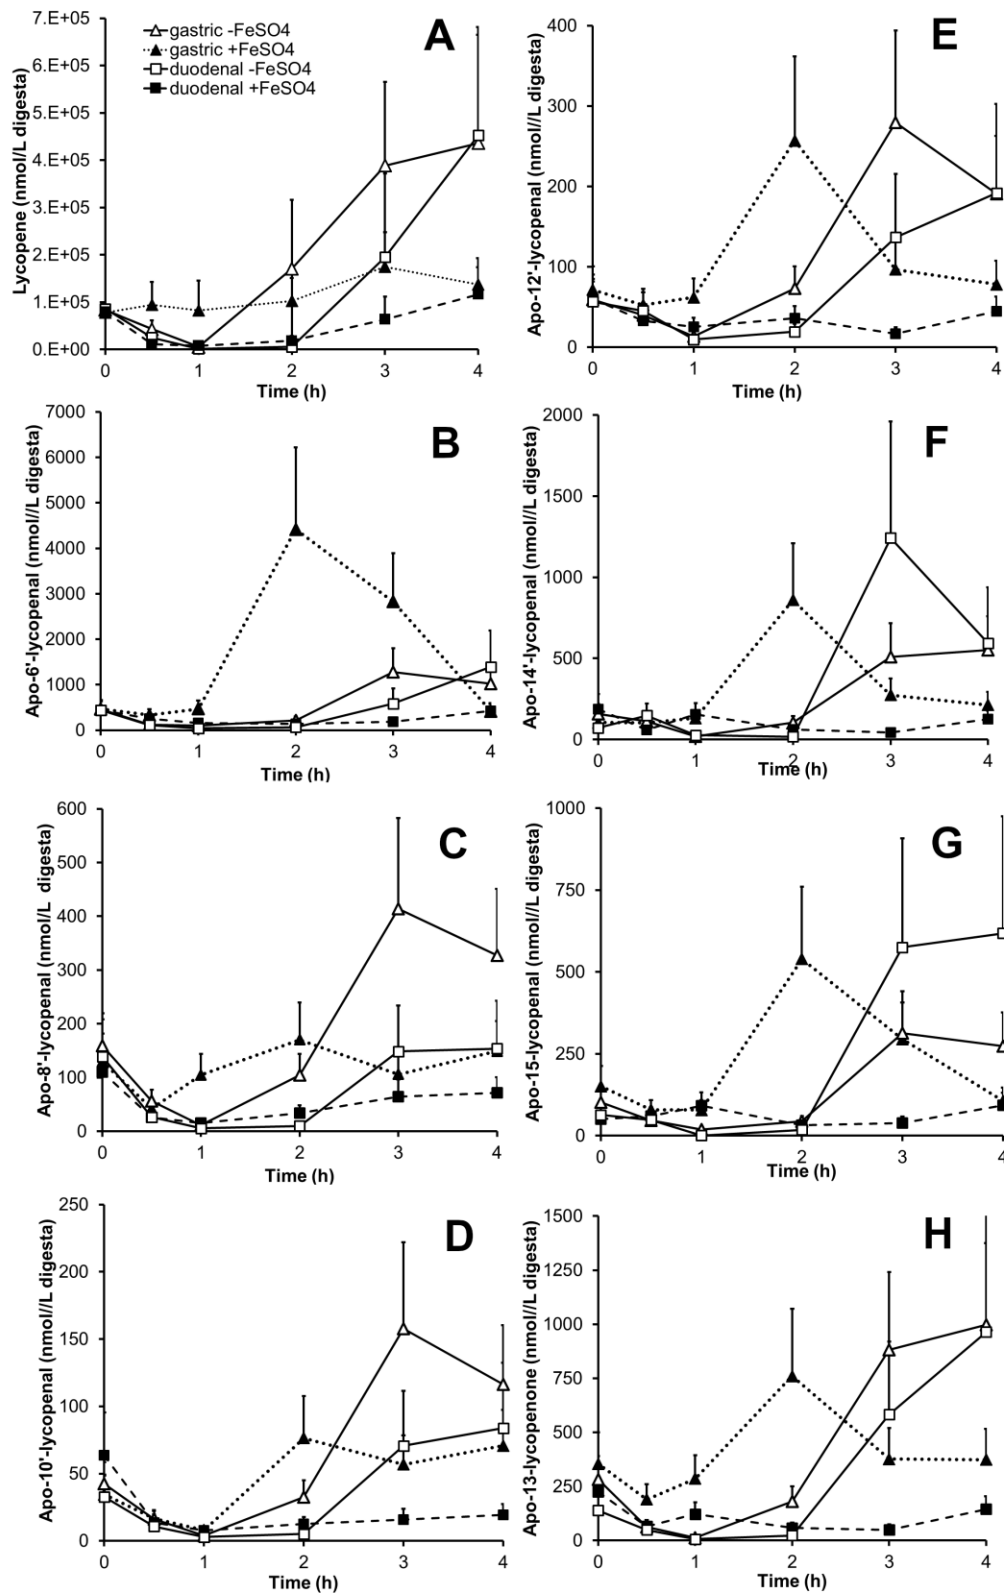 A
gastric -FeSO4
gastric +FeSO4
duodenal -FeSO4
duodenal +FeSO4
Lycopene (nmol/L digesta)
7.E+05
6.E+05
5.E+05
4.E+05
3.E+05
2.E+05
1.E+05
0.E+00
0 1 2 3 4
Time (h)
E
Apo-12'-lycopenal (nmol//L digesta)
400
300
200
100
0
0 1 2 3 4
Time (h)
B
Apo-6'-lycopenal (nmol//L digesta)
7000
6000
5000
4000
3000
2000
1000
0
0 1 2 3 4
Time (h)
F
Apo-14'-lycopenal (nmol//L digesta)
2000
1500
1000
500
0
0 1 2 3 4
Time (h)
C
Apo-8'-lycopenal (nmol/L digesta)
600
500
400
300
200
100
0
0 1 2 3 4
Time (h)
G
Apo-15-lycopenal (nmol//L digesta)
1000
750
500
250
0
0 1 2 3 4
Time (h)
D
Apo-10'-lycopenal (nmol//L digesta)
250
200
150
100
50
0
0 1 2 3 4
Time (h)
H
Apo-13-lycopenone (nmol//L digesta)
1500
1250
1000
750
500
250
0
0 1 2 3 4
Time (h)